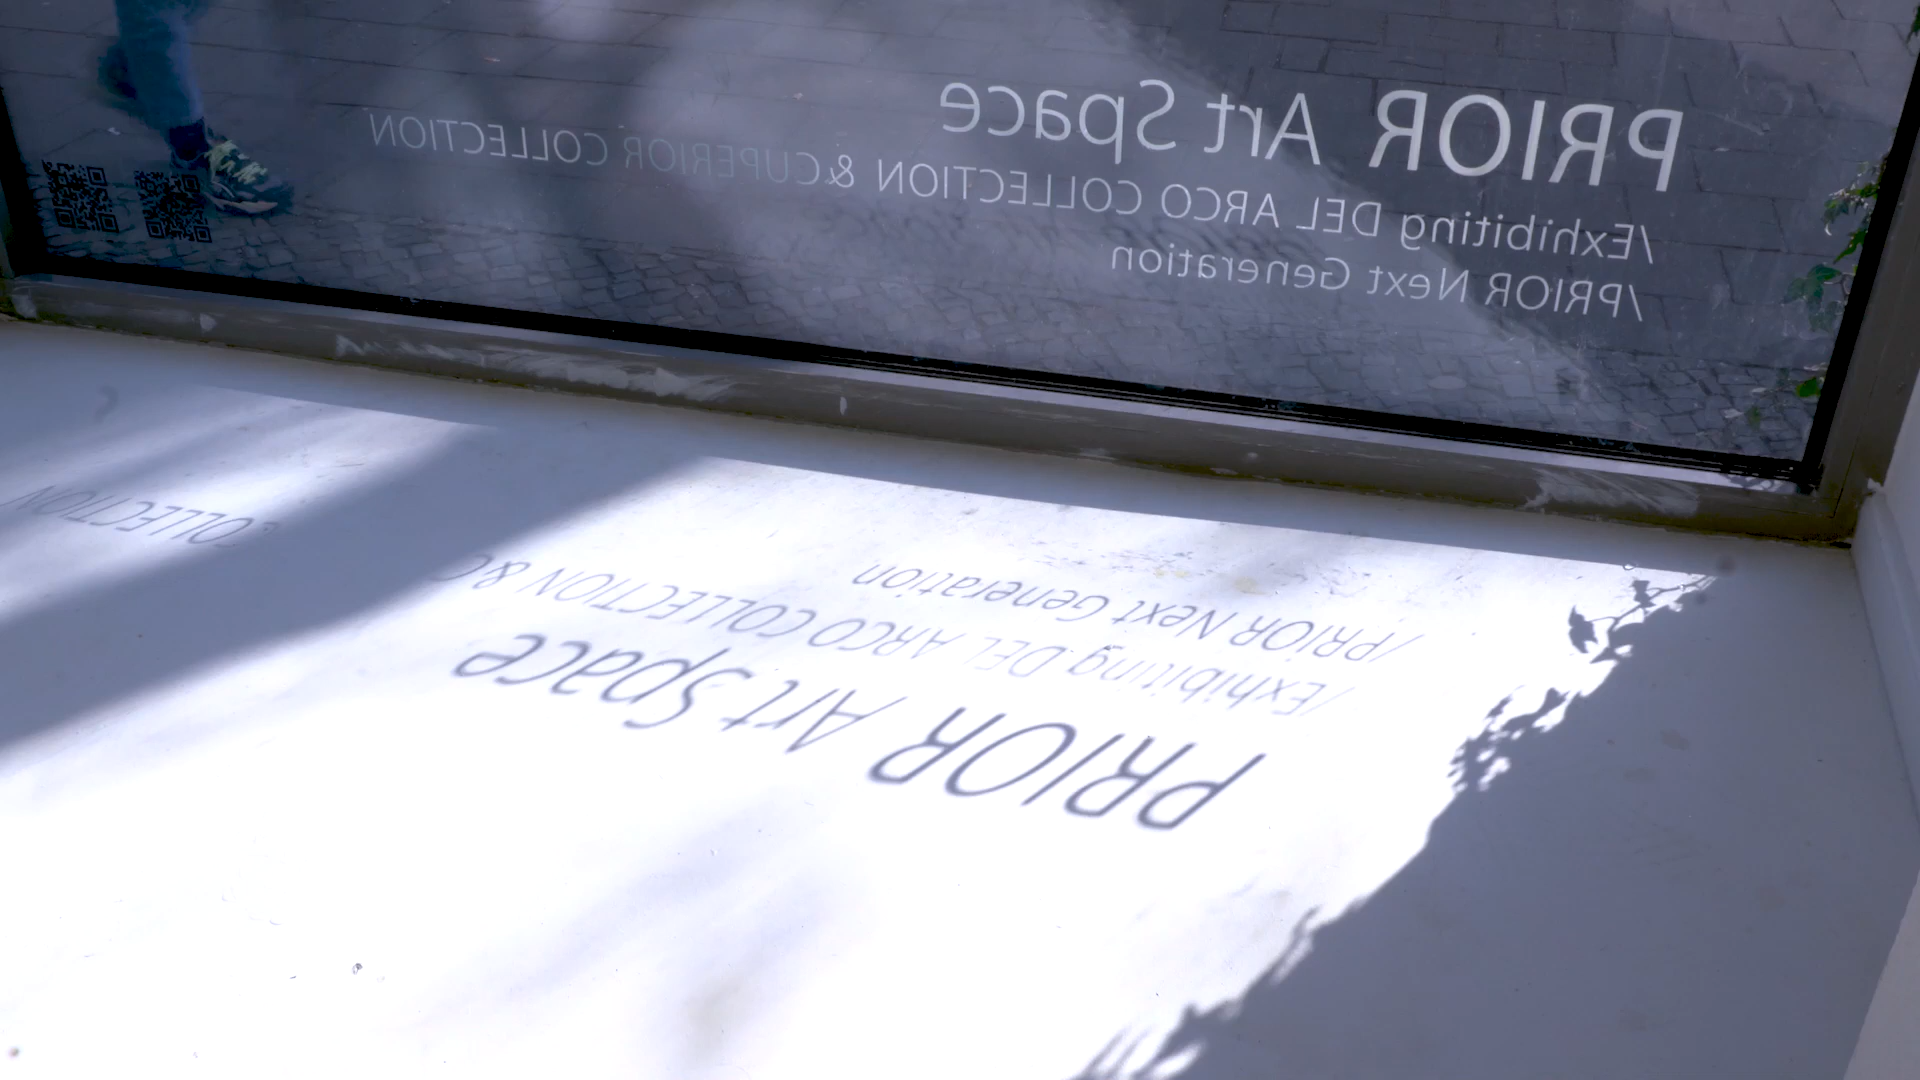 PRIOR Art Space
/Exhibiting DEL ARCO COLLECTION & CUPERIOR COLLECTION
/PRIOR Next Generation
/PRIOR Next Generation
/Exhibiting DEL ARCO COLLECTION & C COLLECTION
PRIOR Art Space